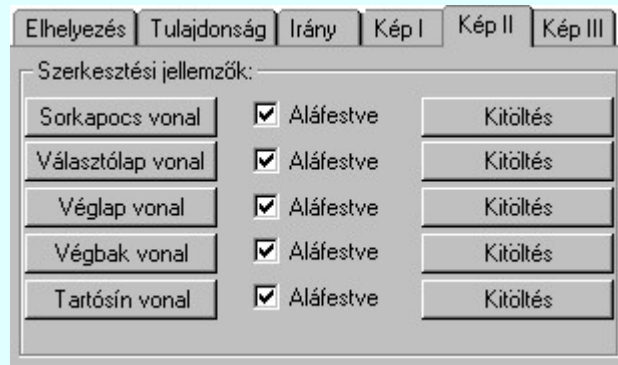 Elhelyezés Tulajdonság Irány Kép I Kép II Kép III
Szerkesztési jellemzők:
Sorkapocs vonal Aláfestve Kitöltés
Választólap vonal Aláfestve Kitöltés
Véglap vonal Aláfestve Kitöltés
Végbak vonal Aláfestve Kitöltés
Tartósín vonal Aláfestve Kitöltés